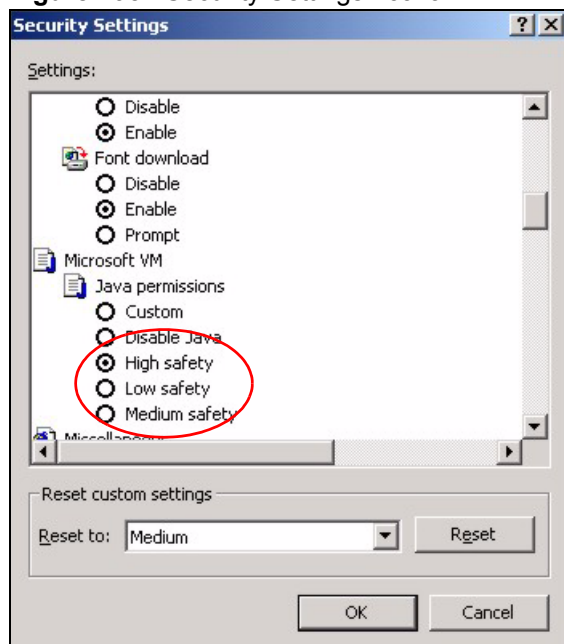 Security Settings
Settings:
Disable
Enable
Font download
Disable
Enable
Prompt
Microsoft VM
Java permissions
Custom
Disable Java
High safety
Low safety
Medium safety
Reset custom settings
Reset to: Medium Reset
OK Cancel